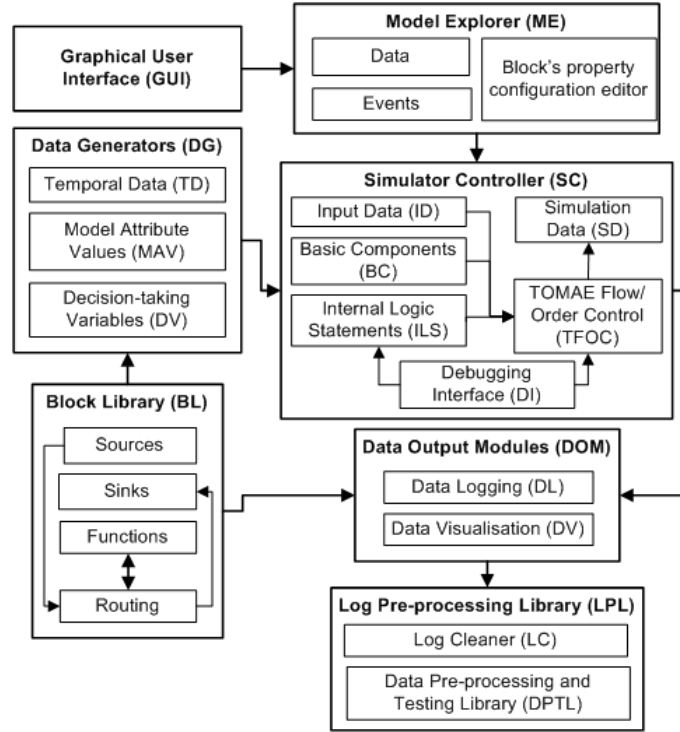 Graphical User
Interface (GUI)
Model Explorer (ME)
Data
Events
Block's property
configuration editor
Data Generators (DG)
Temporal Data (TD)
Model Attribute
Values (MAV)
Decision-taking
Variables (DV)
Simulator Controller (SC)
Input Data (ID)
Basic Components
(BC)
Internal Logic
Statements (ILS)
Simulation
Data (SD)
TOMAE Flow/
Order Control
(TFOC)
Debugging
Interface (DI)
Block Library (BL)
Sources
Sinks
Functions
Routing
Data Output Modules (DOM)
Data Logging (DL)
Data Visualisation (DV)
Log Pre-processing Library (LPL)
Log Cleaner (LC)
Data Pre-processing and
Testing Library (DPTL)